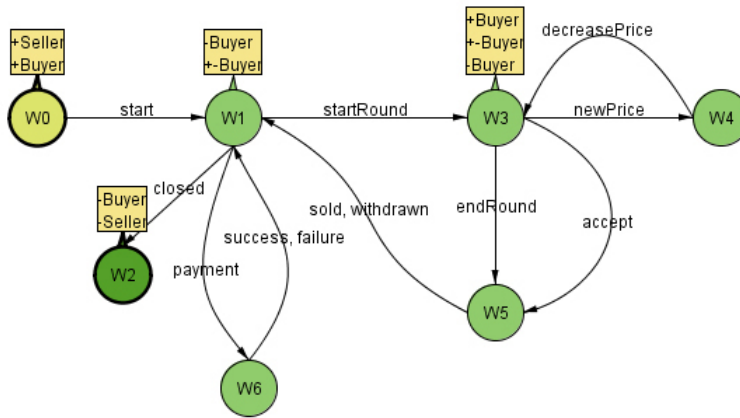 +Seller
+Buyer
-Buyer
+-Buyer
+Buyer
+-Buyer
-Buyer
decreasePrice
W0
start
W1
startRound
W3
newPrice
W4
closed
-Buyer
-Seller
sold, withdrawn
endRound
accept
success, failure
W2
payment
W5
W6